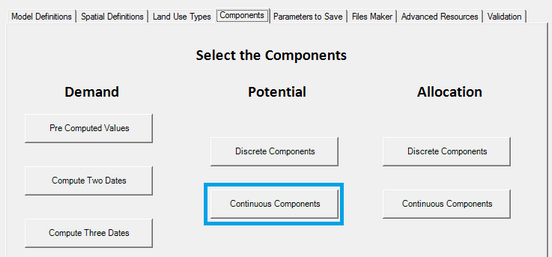 Model Definitions Spatial Definitions Land Use Types Components Parameters to Save Files Maker Advanced Resources Validation
Select the Components
Demand Potential Allocation
Pre Computed Values
Discrete Components Discrete Components
Compute Two Dates
Continuous Components Continuous Components
Compute Three Dates